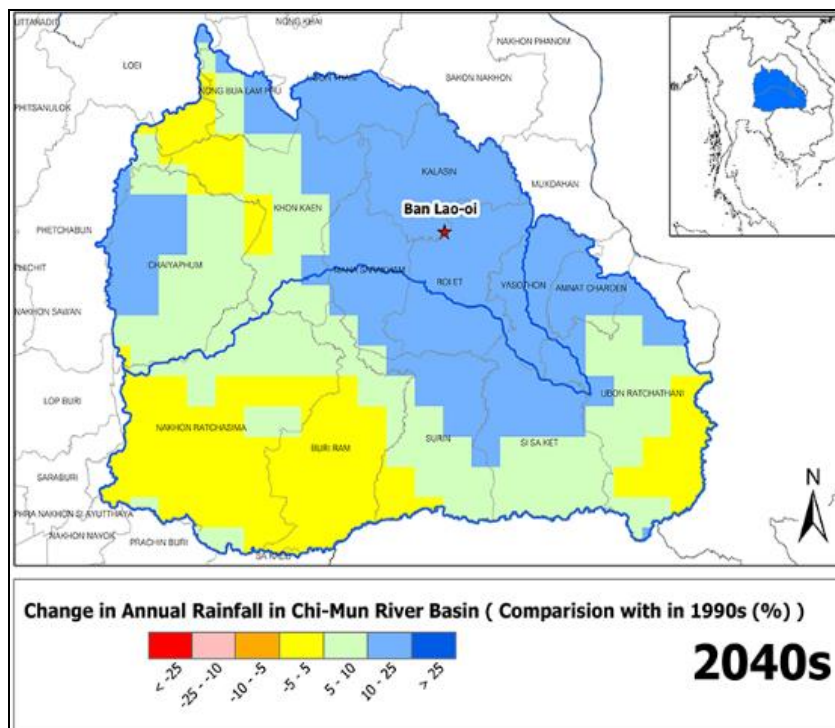 UTTARADIT
NONG KHAI
LOEI
NAKHON PHANOM
UDON THANI
SAKON NAKHON
NONG BUA LAM PHU
PHITSANULOK
KALASIN
MUKDAHAN
Ban Lao-oi
KHON KAEN
PHETCHABUN
CHAIYAPHUM
MAHA SARAKHAM
ROI ET
YASOTHON
AMNAT CHAROEN
NAKHON SAWAN
LOP BURI
UBON RATCHATHANI
NAKHON RATCHASIMA
BURI RAM
SURIN
SI SA KET
SARABURI
N
PHRA NAKHON SI AYUTTHAYA
NAKHON NAYOK
PRACHIN BURI
Change in Annual Rainfall in Chi-Mun River Basin ( Comparision with in 1990s (%) )
< -25
-25 - -10
-10 - -5
-5 - 5
5 - 10
10 - 25
> 25
2040s